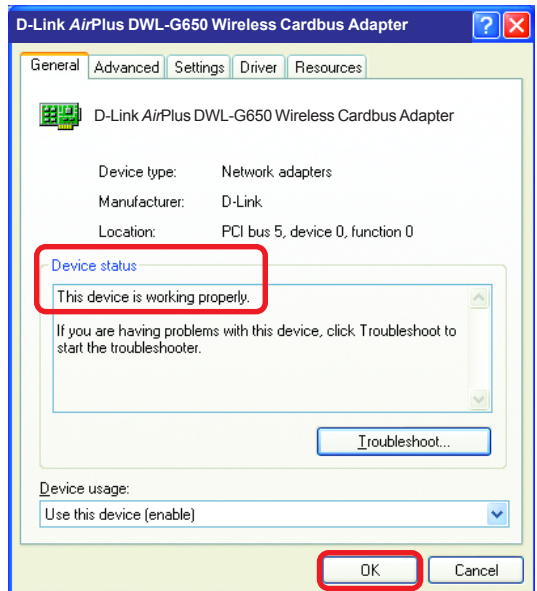 D-Link AirPlus DWL-G650 Wireless Cardbus Adapter
General Advanced Settings Driver Resources
D-Link AirPlus DWL-G650 Wireless Cardbus Adapter
Device type: Network adapters
Manufacturer: D-Link
Location: PCI bus 5, device 0, function 0
Device status
This device is working properly.
If you are having problems with this device, click Troubleshoot to
start the troubleshooter.
Troubleshoot...
Device usage:
Use this device (enable)
OK Cancel